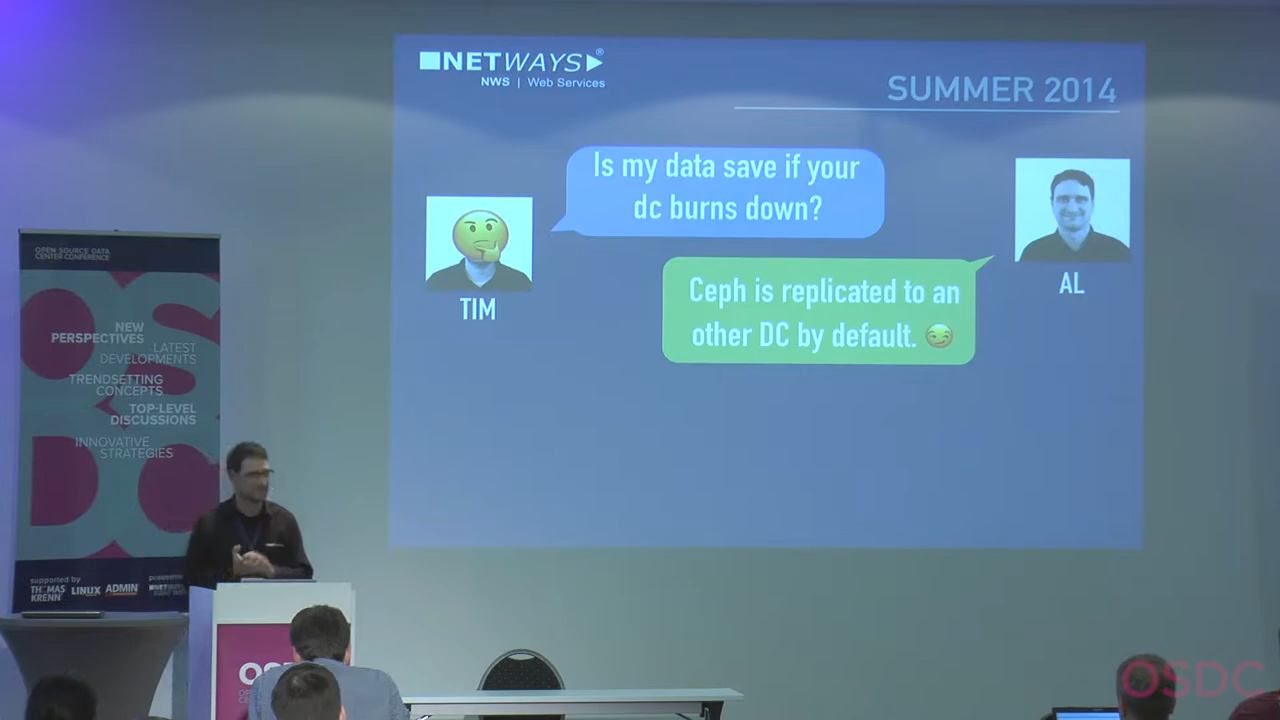 NETWAYS®
NWS | Web Services
SUMMER 2014
Is my data save if your
dc burns down?
TIM
Ceph is replicated to an
other DC by default. 😏
AL
OPEN SOURCE DATA
CENTER CONFERENCE
NEW
PERSPECTIVES
LATEST
DEVELOPMENTS
TRENDSETTING
CONCEPTS
TOP-LEVEL
DISCUSSIONS
INNOVATIVE
STRATEGIES
supported by
THOMAS
KRENN
LINUX
ADMIN
OSDC